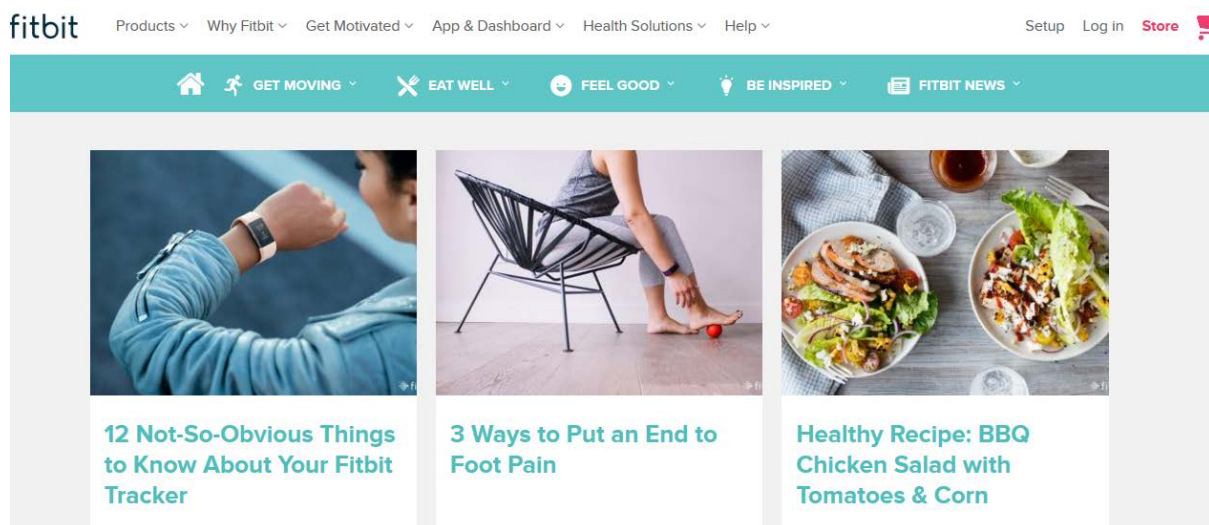 fitbit Products Why Fitbit Get Motivated App & Dashboard Health Solutions Help Setup Log in Store
GET MOVING EAT WELL FEEL GOOD BE INSPIRED FITBIT NEWS
12 Not-So-Obvious Things
to Know About Your Fitbit
Tracker
3 Ways to Put an End to
Foot Pain
Healthy Recipe: BBQ
Chicken Salad with
Tomatoes & Corn